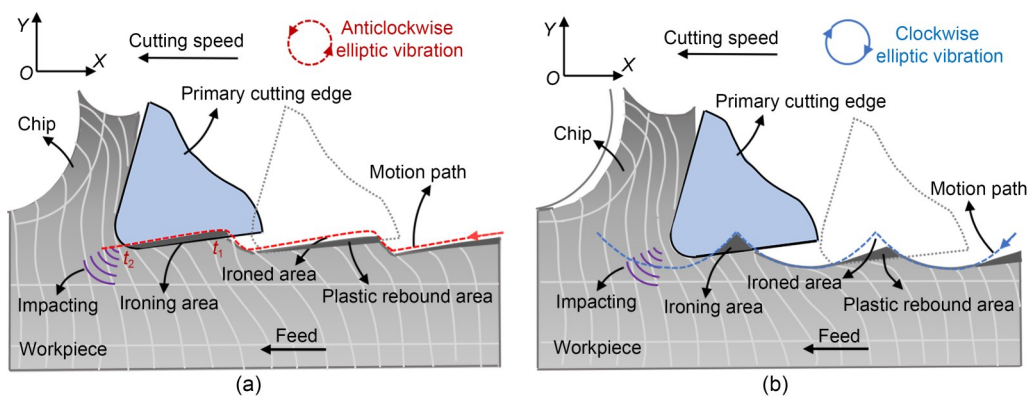 Y
X
O
Cutting speed
Anticlockwise
elliptic vibration
Primary cutting edge
Chip
Motion path
t2
t1
Ironed area
Impacting
Ironing area
Plastic rebound area
Feed
Workpiece
(a)
Y
X
O
Cutting speed
Clockwise
elliptic vibration
Primary cutting edge
Chip
Motion path
Ironed area
Impacting
Ironing area
Plastic rebound area
Feed
Workpiece
(b)